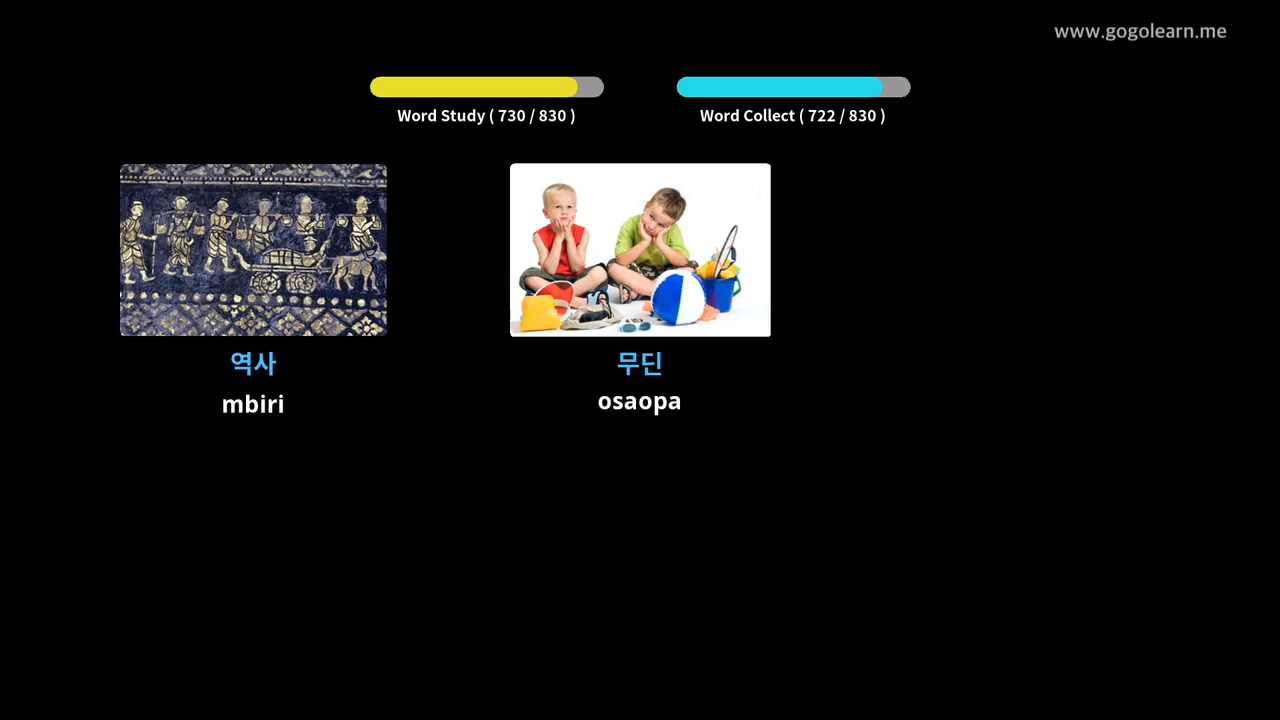 www.gogolearn.me
Word Study ( 730 / 830 )
Word Collect ( 722 / 830 )
역사
mbiri
무딘
osaopa